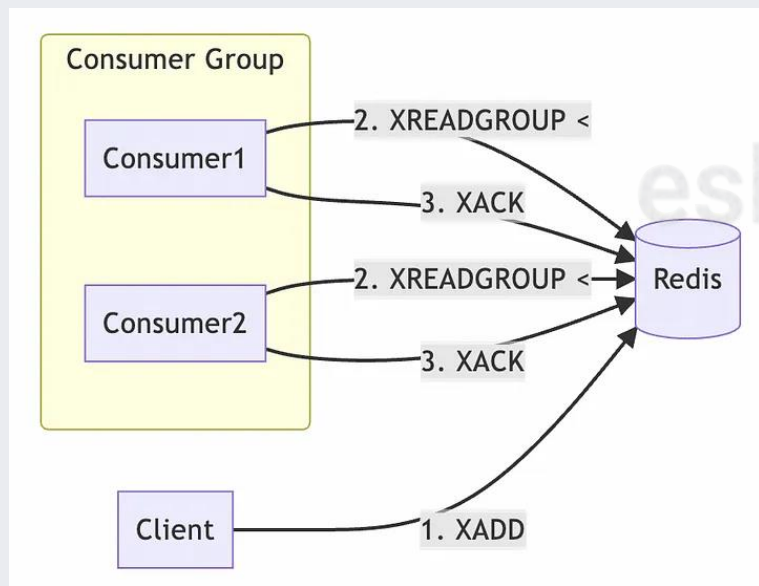 Consumer Group
2. XREADGROUP <
Consumer1
3. XACK
2. XREADGROUP <
Redis
Consumer2
3. XACK
Client
1. XADD